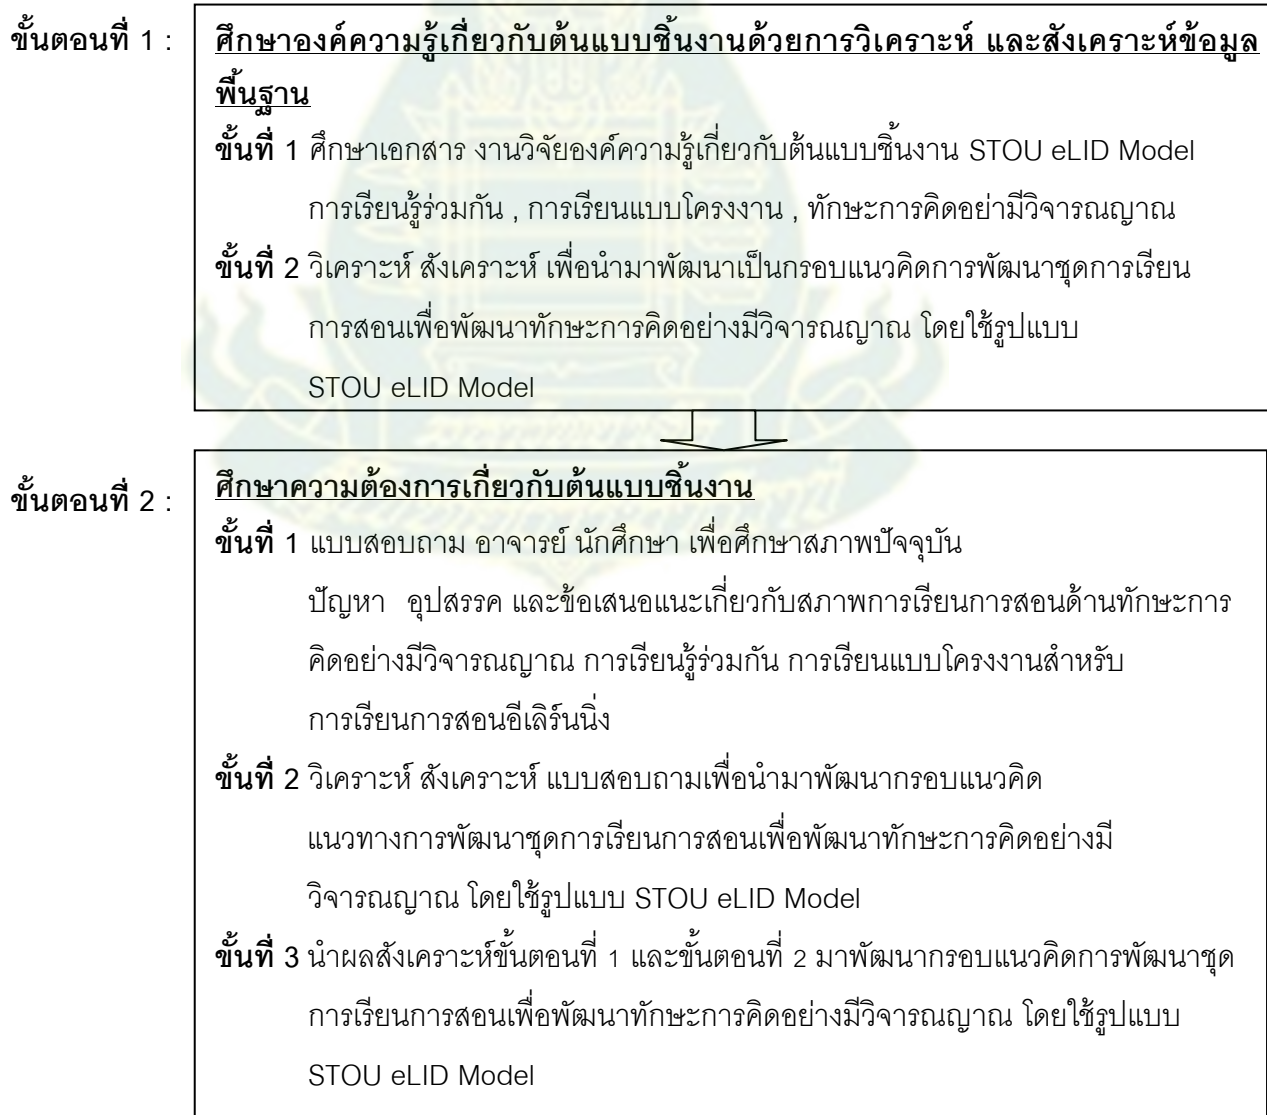 ขั้นตอนที่ 1 : ศึกษาองค์ความรู้เกี่ยวกับต้นแบบชิ้นงานด้วยการวิเคราะห์ และสังเคราะห์ข้อมูล
พื้นฐาน
ขั้นที่ 1 ศึกษาเอกสาร งานวิจัยองค์ความรู้เกี่ยวกับต้นแบบชิ้นงาน STOU eLID Model
การเรียนรู้ร่วมกัน , การเรียนแบบโครงงาน , ทักษะการคิดอย่ามีวิจารณญาณ
ขั้นที่ 2 วิเคราะห์ สังเคราะห์ เพื่อนำมาพัฒนาเป็นกรอบแนวคิดการพัฒนาชุดการเรียน
การสอนเพื่อพัฒนาทักษะการคิดอย่างมีวิจารณญาณ โดยใช้รูปแบบ
STOU eLID Model
ขั้นตอนที่ 2 : ศึกษาความต้องการเกี่ยวกับต้นแบบชิ้นงาน
ขั้นที่ 1 แบบสอบถาม อาจารย์ นักศึกษา เพื่อศึกษาสภาพปัจจุบัน
ปัญหา อุปสรรค และข้อเสนอแนะเกี่ยวกับสภาพการเรียนการสอนด้านทักษะการ
คิดอย่างมีวิจารณญาณ การเรียนรู้ร่วมกัน การเรียนแบบโครงงานสำหรับ
การเรียนการสอนอีเลิร์นนิ่ง
ขั้นที่ 2 วิเคราะห์ สังเคราะห์ แบบสอบถามเพื่อนำมาพัฒนากรอบแนวคิด
แนวทางการพัฒนาชุดการเรียนการสอนเพื่อพัฒนาทักษะการคิดอย่างมี
วิจารณญาณ โดยใช้รูปแบบ STOU eLID Model
ขั้นที่ 3 นำผลสังเคราะห์ขั้นตอนที่ 1 และขั้นตอนที่ 2 มาพัฒนากรอบแนวคิดการพัฒนาชุด
การเรียนการสอนเพื่อพัฒนาทักษะการคิดอย่างมีวิจารณญาณ โดยใช้รูปแบบ
STOU eLID Model